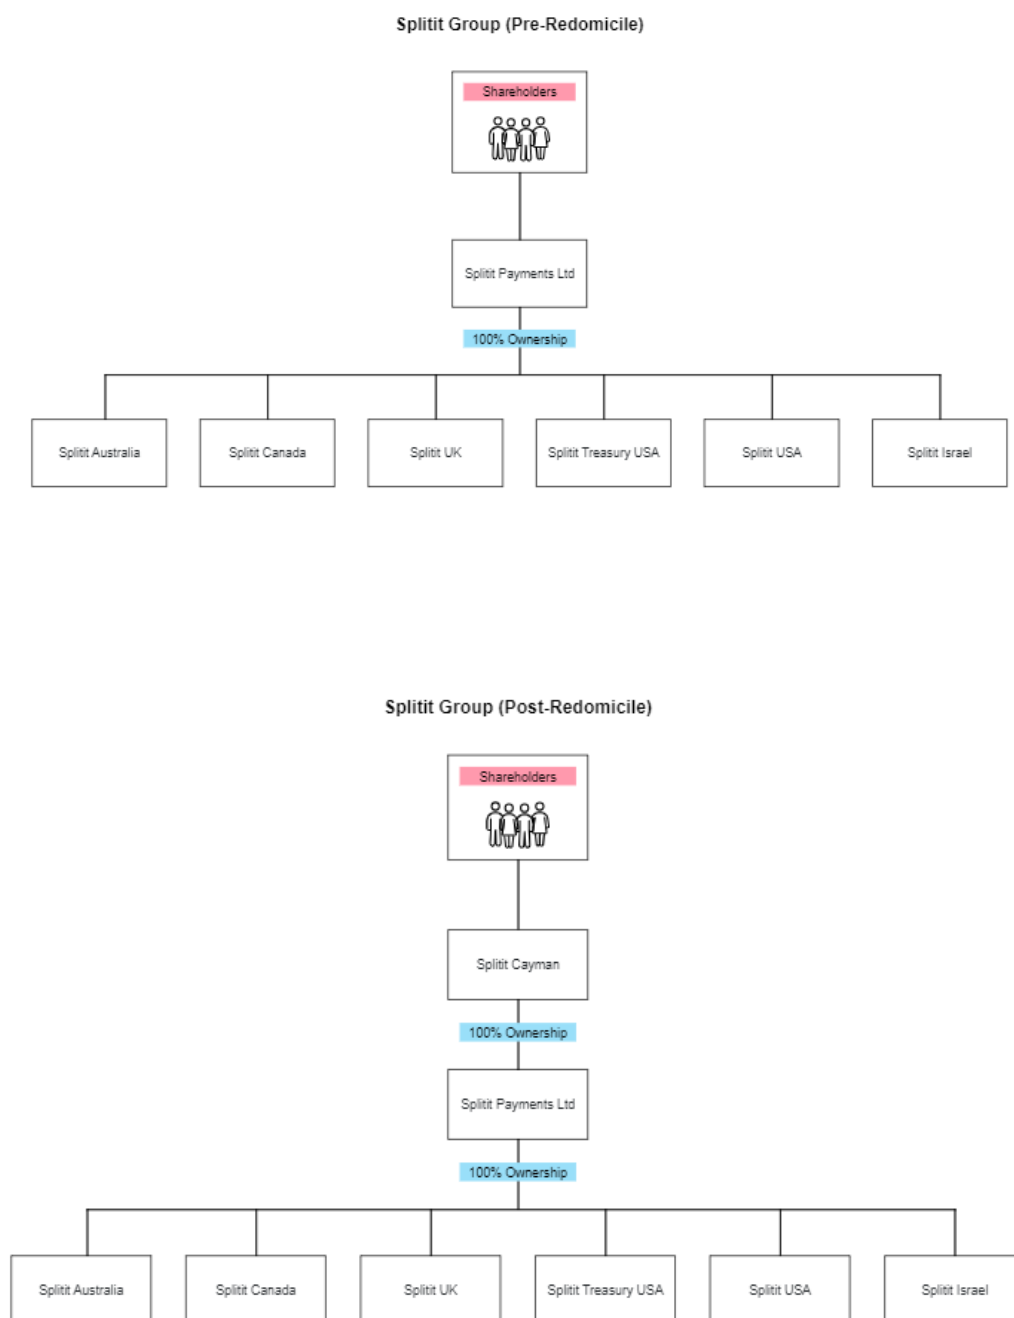 Splitit Group (Pre-Redomicile)
Shareholders
Splitit Payments Ltd
100% Ownership
Splitit Australia
Splitit Canada
Splitit UK
Splitit Treasury USA
Splitit USA
Splitit Israel
Splitit Group (Post-Redomicile)
Shareholders
Splitit Cayman
100% Ownership
Splitit Payments Ltd
100% Ownership
Splitit Australia
Splitit Canada
Splitit UK
Splitit Treasury USA
Splitit USA
Splitit Israel